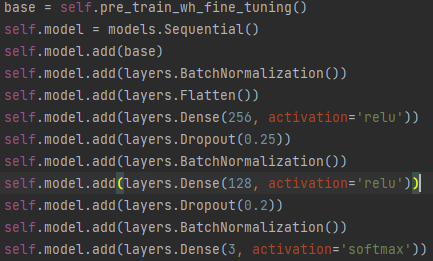 base = self.pre_train_wh_fine_tuning()
self.model = models.Sequential()
self.model.add(base)
self.model.add(layers.BatchNormalization())
self.model.add(layers.Flatten())
self.model.add(layers.Dense(256, activation='relu'))
self.model.add(layers.Dropout(0.25))
self.model.add(layers.BatchNormalization())
self.model.add(layers.Dense(128, activation='relu'))
self.model.add(layers.Dropout(0.2))
self.model.add(layers.BatchNormalization())
self.model.add(layers.Dense(3, activation='softmax'))